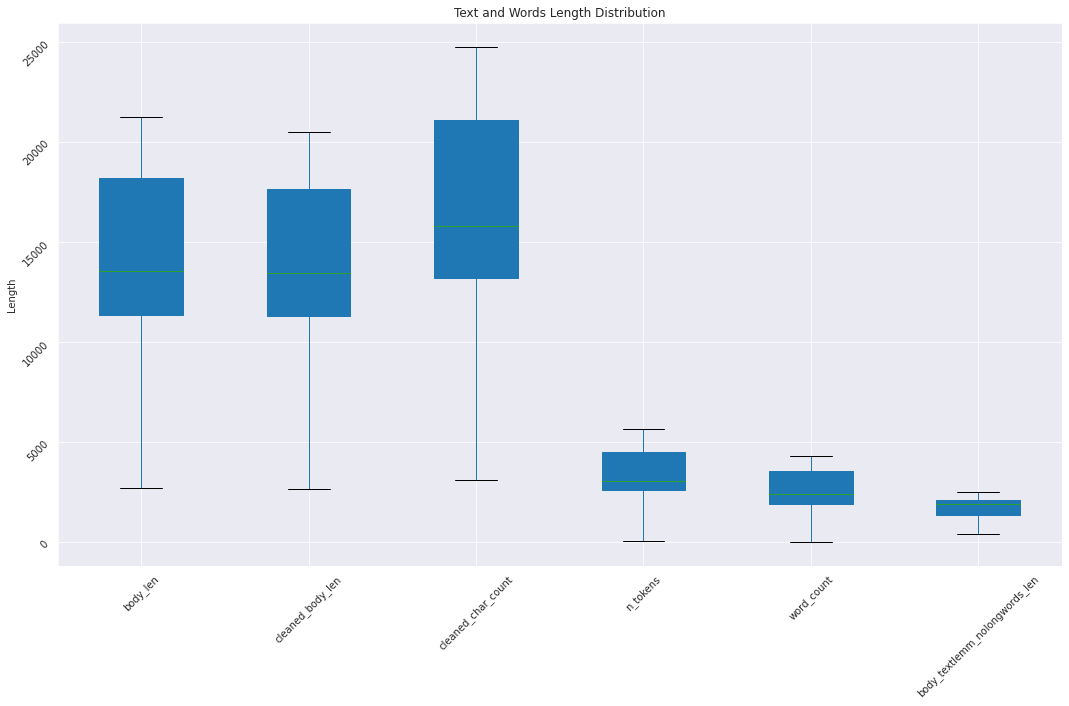 Text and Words Length Distribution
25000
20000
15000
10000
5000
0
Length
body_len
cleaned_body_len
cleaned_char_count
n_tokens
word_count
body_textlemm_nolongwords_len